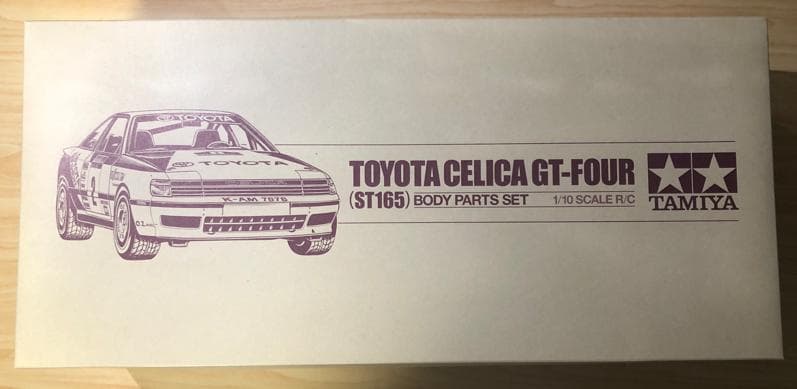 TOYOTA
TOYOTA
2
K-AM 7878
TOYOTA CELICA GT-FOUR
(ST165) BODY PARTS SET
1/10 SCALE R/C
TAMIYA